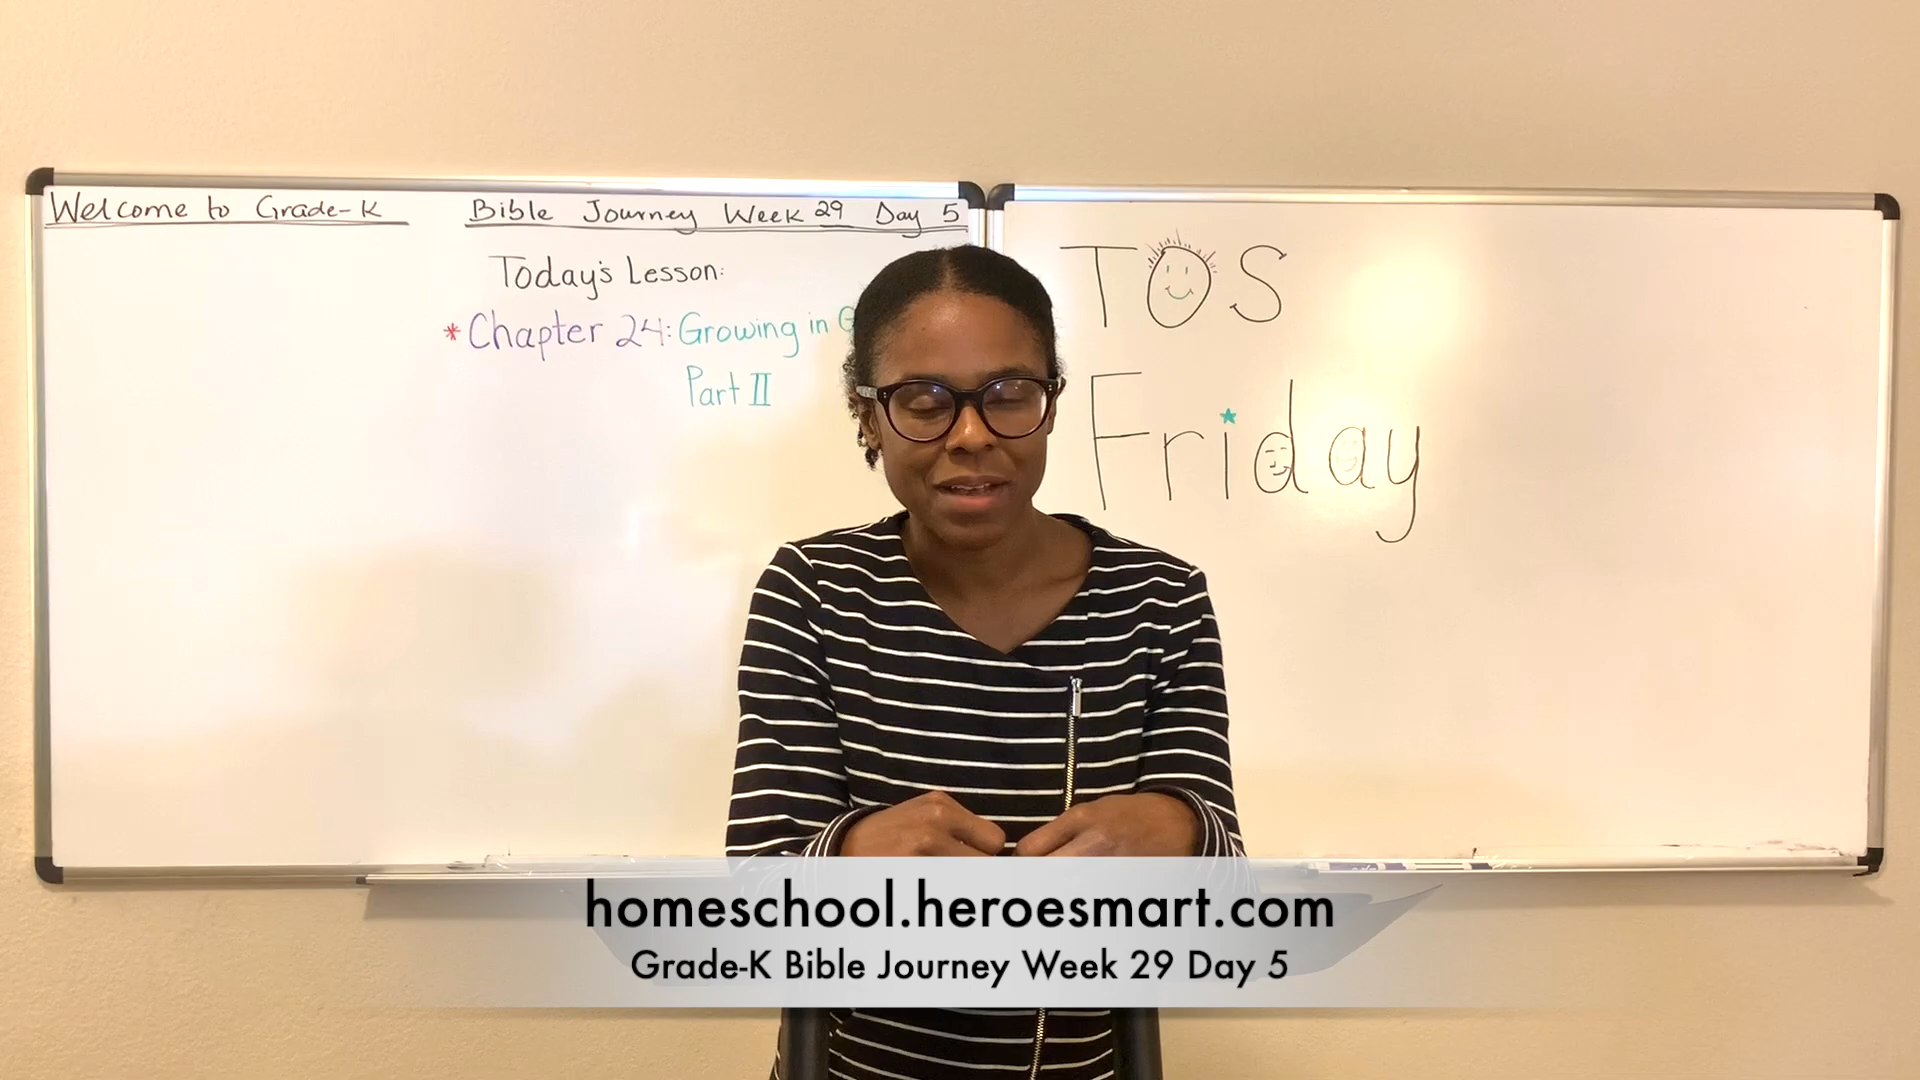 Welcome to Grade-K
Bible Journey Week 29 Day 5
Today's Lesson:
* Chapter 24: Growing in
Part II
TOS
Friday
homeschool.heroesmart.com
Grade-K Bible Journey Week 29 Day 5